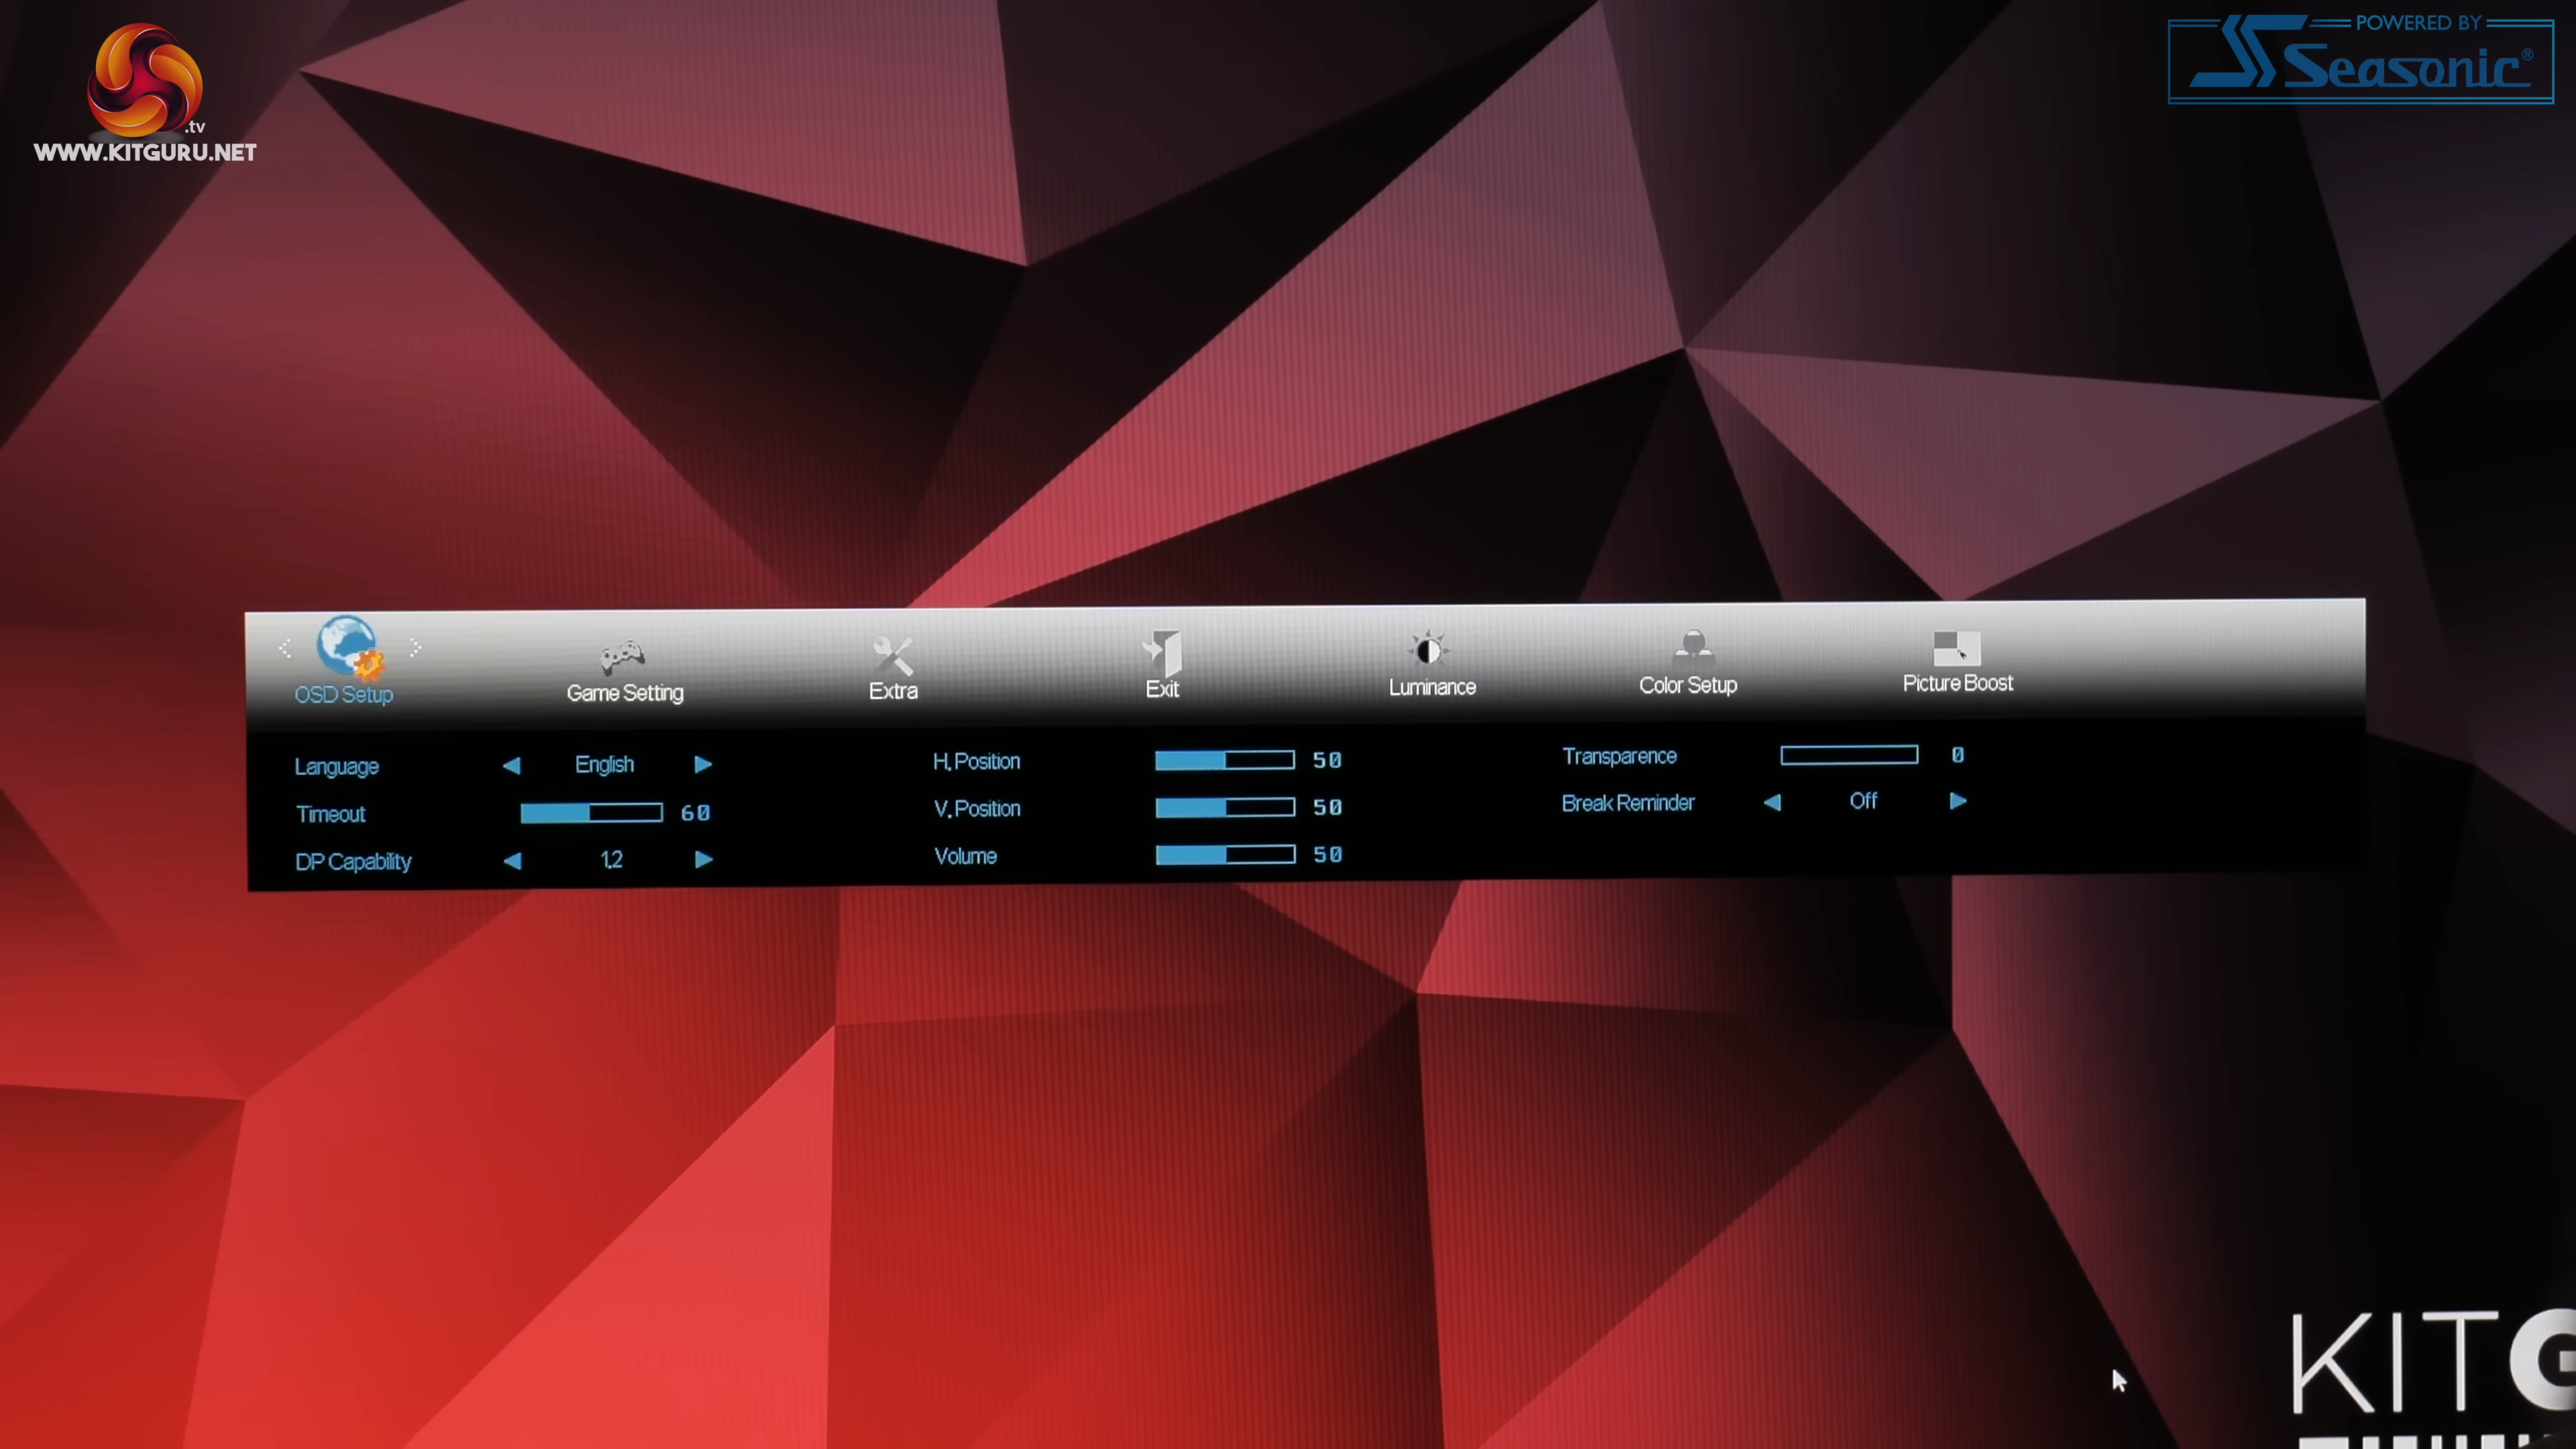 .tv
WWW.KITGURU.NET
POWERED BY
Seasonic®
OSD Setup
Game Setting
Extra
Exit
Luminance
Color Setup
Picture Boost
Language English
Timeout 60
DP Capability 1.2
H. Position 50
V. Position 50
Volume 50
Transparence 0
Break Reminder Off
KITG